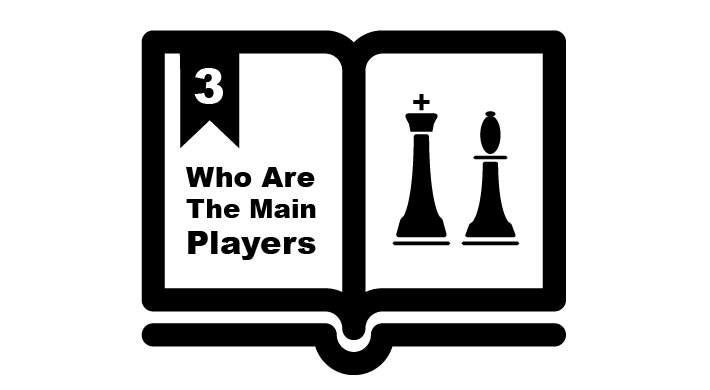 3
Who Are
The Main
Players